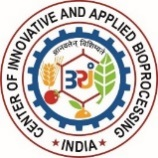 CENTER OF INNOVATIVE AND APPLIED BIOPROCESSING
INDIA